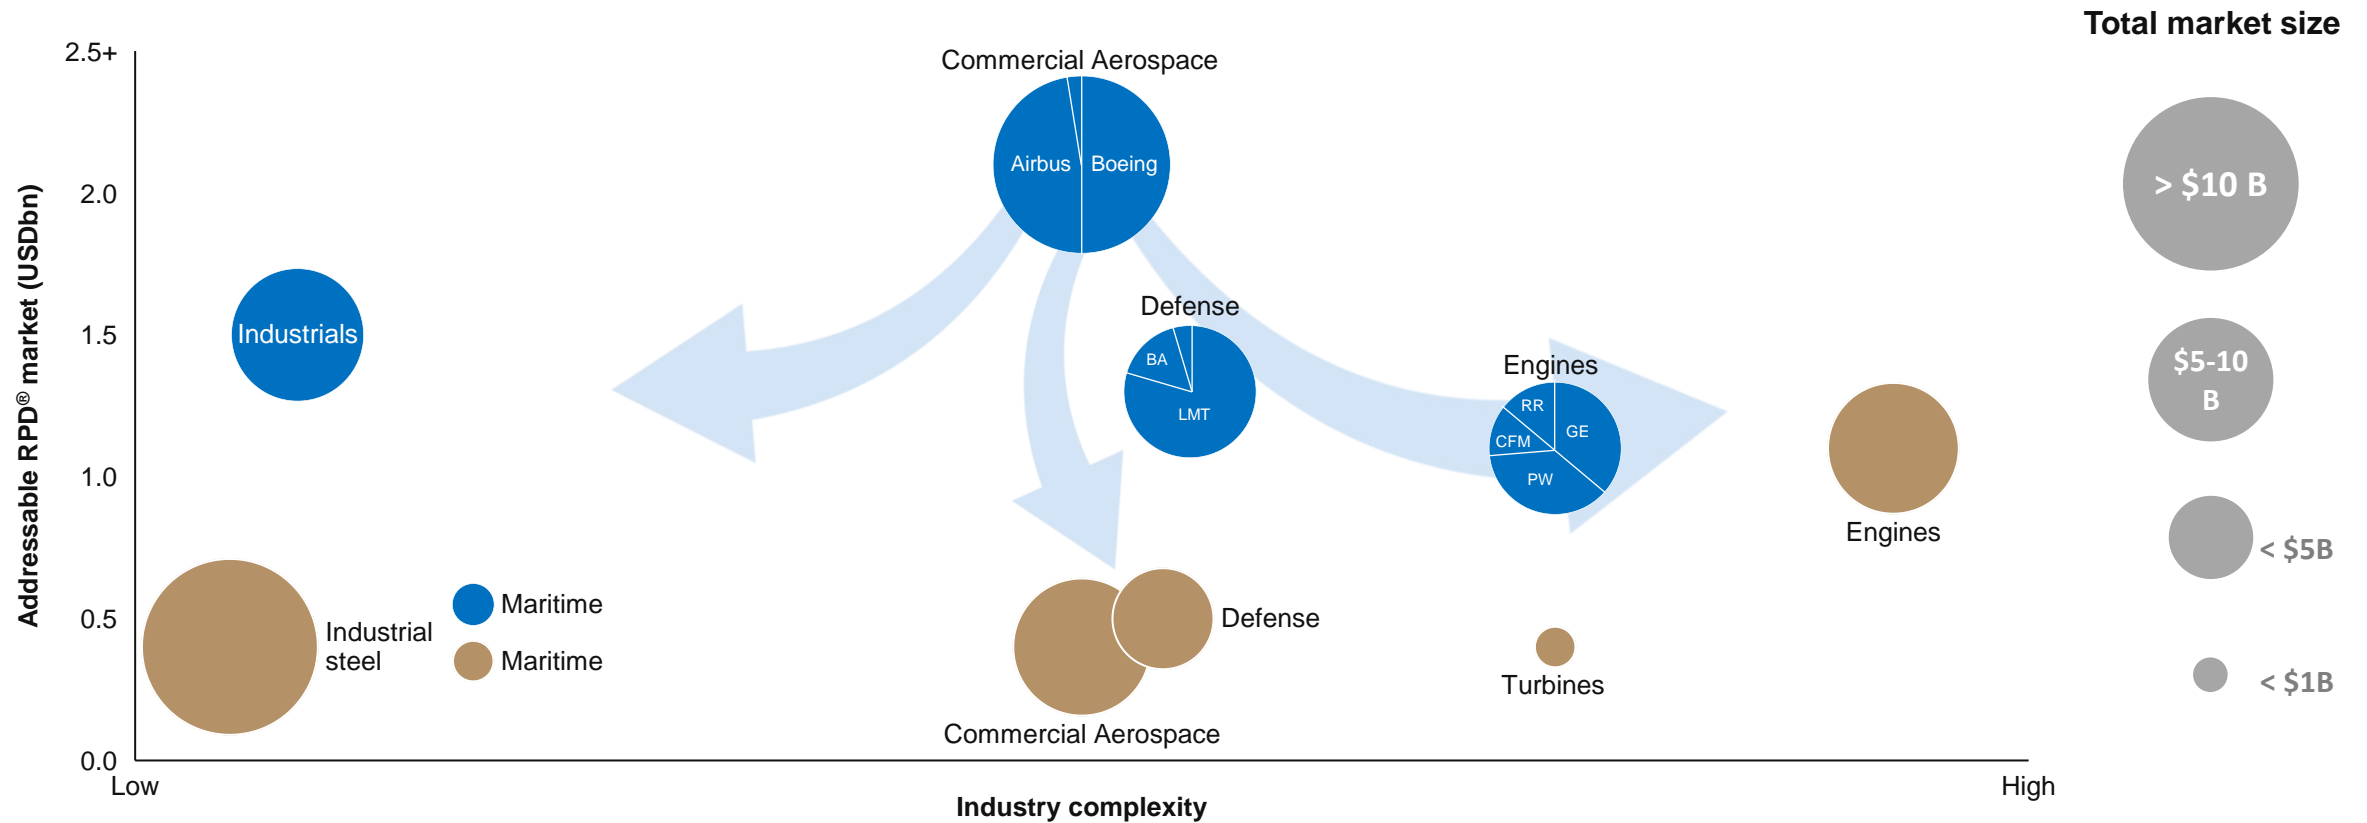 Total market size
2.5+
Commercial Aerospace
Airbus
Boeing
> $10 B
2.0
Addressable RPD® market (USDbn)
Defense
Industrials
1.5
BA
LMT
Engines
RR
GE
CFM
PW
$5-10
B
1.0
Engines
< $5B
Maritime
0.5
Industrial
steel
Defense
Maritime
Turbines
< $1B
Commercial Aerospace
0.0
Low
High
Industry complexity